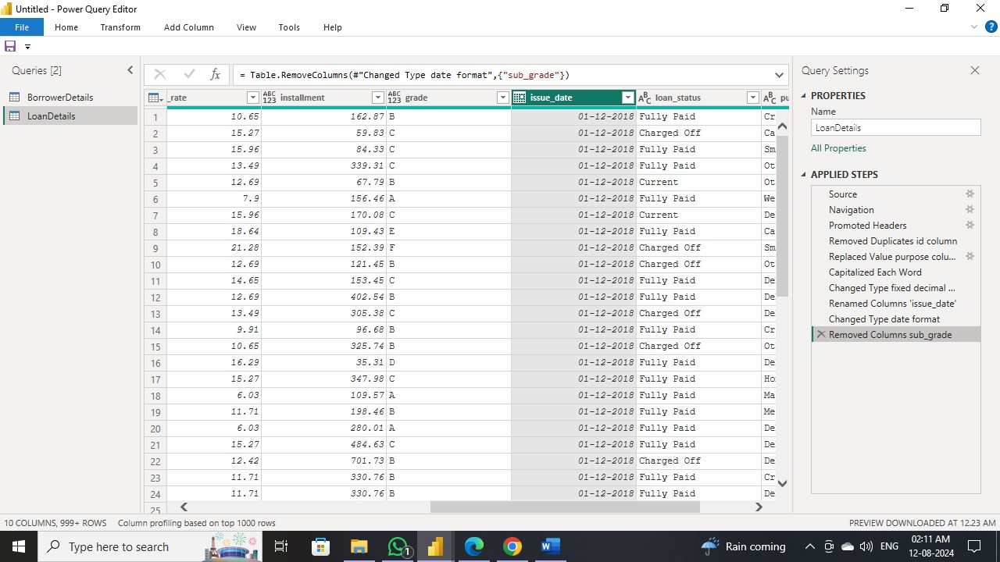 Untitled - Power Query Editor
File Home Transform Add Column View Tools Help
Queries [2]
BorrowerDetails
LoanDetails
= Table.RemoveColumns(#"Changed Type date format",{"sub_grade"})
_rate ABC 123 installment ABC 123 grade issue_date ABC loan_status ABC pu
1 10.65 162.87 B 01-12-2018 Fully Paid Cr
2 15.27 59.83 C 01-12-2018 Charged Off Ca
3 15.96 84.33 C 01-12-2018 Fully Paid Sm
4 13.49 339.31 C 01-12-2018 Fully Paid Ot
5 12.69 67.79 B 01-12-2018 Current Ot
6 7.9 156.46 A 01-12-2018 Fully Paid We
7 15.96 170.08 C 01-12-2018 Current De
8 18.64 109.43 E 01-12-2018 Fully Paid Ca
9 21.28 152.39 F 01-12-2018 Charged Off Sm
10 12.69 121.45 B 01-12-2018 Charged Off Ot
11 14.65 153.45 C 01-12-2018 Fully Paid De
12 12.69 402.54 B 01-12-2018 Fully Paid De
13 13.49 305.38 C 01-12-2018 Charged Off De
14 9.91 96.68 B 01-12-2018 Fully Paid Cr
15 10.65 325.74 B 01-12-2018 Charged Off Ot
16 16.29 35.31 D 01-12-2018 Fully Paid De
17 15.27 347.98 C 01-12-2018 Fully Paid Ho
18 6.03 109.57 A 01-12-2018 Fully Paid Ma
19 11.71 198.46 B 01-12-2018 Fully Paid Me
20 6.03 280.01 A 01-12-2018 Fully Paid De
21 15.27 484.63 C 01-12-2018 Fully Paid De
22 12.42 701.73 B 01-12-2018 Charged Off De
23 11.71 330.76 B 01-12-2018 Fully Paid Cr
24 11.71 330.76 B 01-12-2018 Fully Paid De
25
Query Settings
PROPERTIES
Name
LoanDetails
All Properties
APPLIED STEPS
Source
Navigation
Promoted Headers
Removed Duplicates id column
Replaced Value purpose colu...
Capitalized Each Word
Changed Type fixed decimal ...
Renamed Columns 'issue_date'
Changed Type date format
Removed Columns sub_grade
10 COLUMNS, 999+ ROWS Column profiling based on top 1000 rows PREVIEW DOWNLOADED AT 12.23 AM
Type here to search 1 Rain coming ENG 02:11 AM
12-08-2024